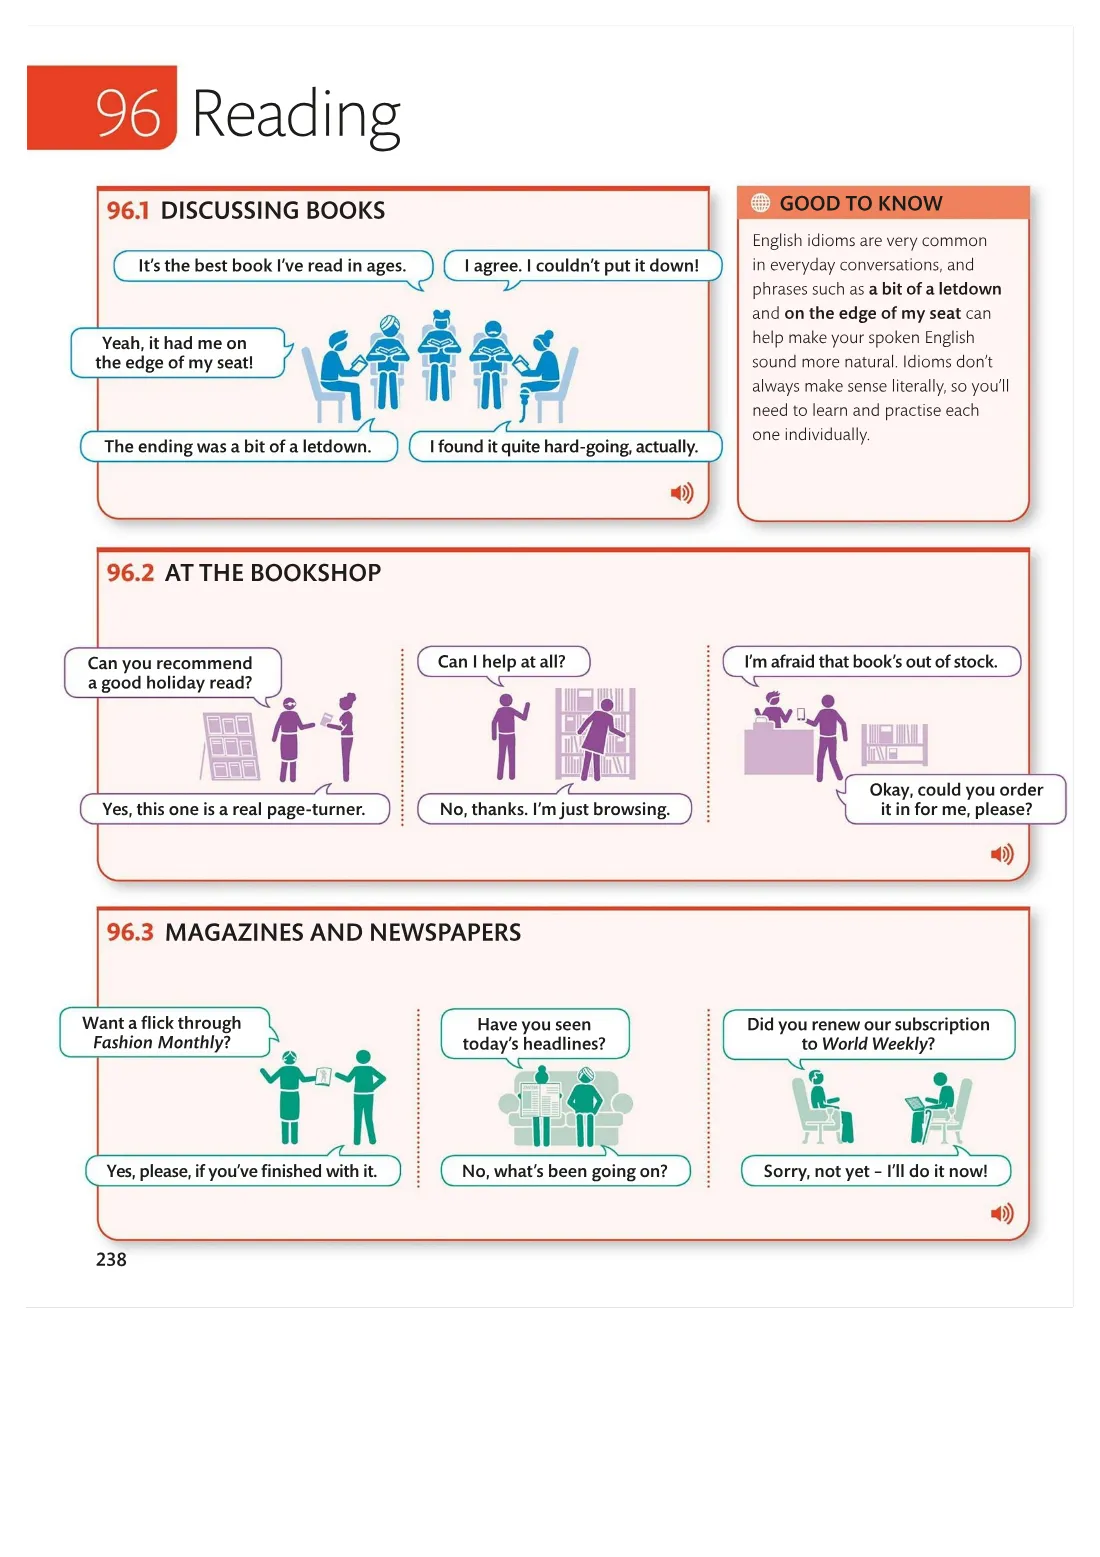 96 Reading
96.1 DISCUSSING BOOKS
It's the best book I've read in ages.
I agree. I couldn't put it down!
Yeah, it had me on
the edge of my seat!
The ending was a bit of a letdown.
I found it quite hard-going, actually.
GOOD TO KNOW
English idioms are very common
in everyday conversations, and
phrases such as a bit of a letdown
and on the edge of my seat can
help make your spoken English
sound more natural. Idioms don't
always make sense literally, so you'll
need to learn and practise each
one individually.
96.2 AT THE BOOKSHOP
Can you recommend
a good holiday read?
Yes, this one is a real page-turner.
Can I help at all?
No, thanks. I'm just browsing.
I'm afraid that book's out of stock.
Okay, could you order
it in for me, please?
96.3 MAGAZINES AND NEWSPAPERS
Want a flick through
Fashion Monthly?
Yes, please, if you've finished with it.
Have you seen
today's headlines?
No, what's been going on?
Did you renew our subscription
to World Weekly?
Sorry, not yet – I'll do it now!
238